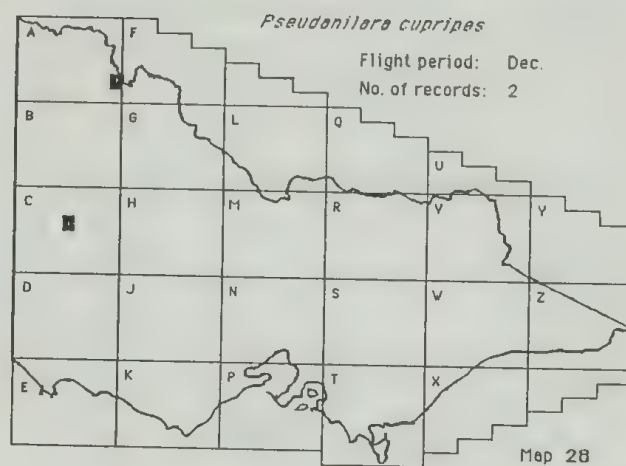 Pseudanilara cupripes
Flight period: Dec.
No. of records: 2
A F
B G L Q
U
C H M R V Y
D J N S W Z
E K P T X
Map 28